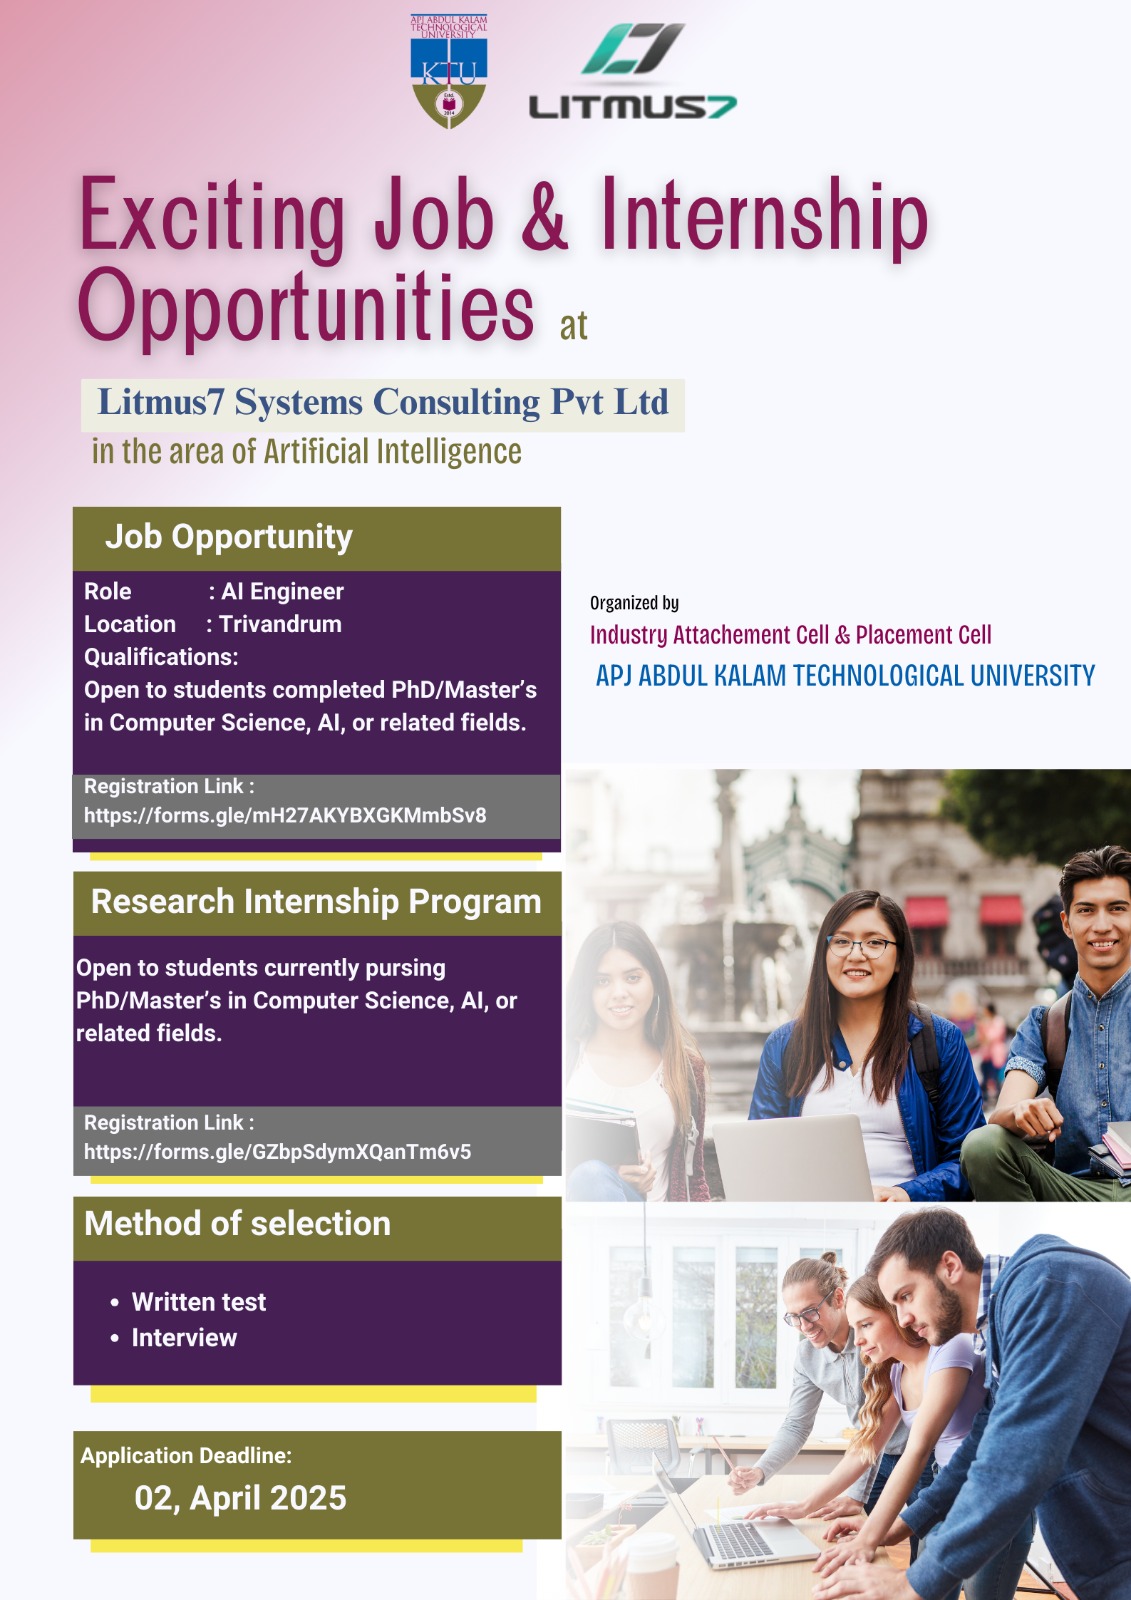 APJ ABDUL KALAM
TECHNOLOGICAL
UNIVERSITY
KTU
Estd.
2014
LITMUS7
Exciting Job & Internship
Opportunities at
Litmus7 Systems Consulting Pvt Ltd
in the area of Artificial Intelligence
Job Opportunity
Role : AI Engineer
Location : Trivandrum
Qualifications:
Open to students completed PhD/Master's
in Computer Science, AI, or related fields.
Registration Link :
https://forms.gle/mH27AKYBXGKMmbSv8
Organized by
Industry Attachement Cell & Placement Cell
APJ ABDUL KALAM TECHNOLOGICAL UNIVERSITY
Research Internship Program
Open to students currently pursing
PhD/Master's in Computer Science, AI, or
related fields.
Registration Link :
https://forms.gle/GZbpSdymXQanTm6v5
Method of selection
• Written test
• Interview
Application Deadline:
02, April 2025